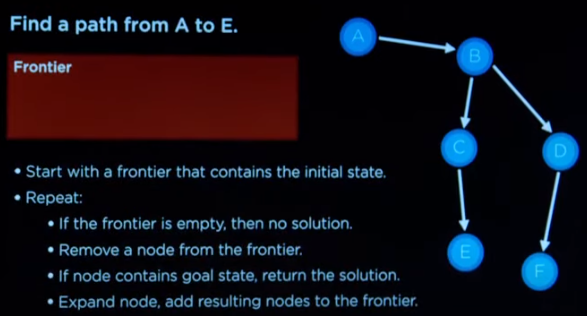 Find a path from A to E.
Frontier
• Start with a frontier that contains the initial state.
• Repeat:
• If the frontier is empty, then no solution.
• Remove a node from the frontier.
• If node contains goal state, return the solution.
• Expand node, add resulting nodes to the frontier.
A
B
C
D
E
F